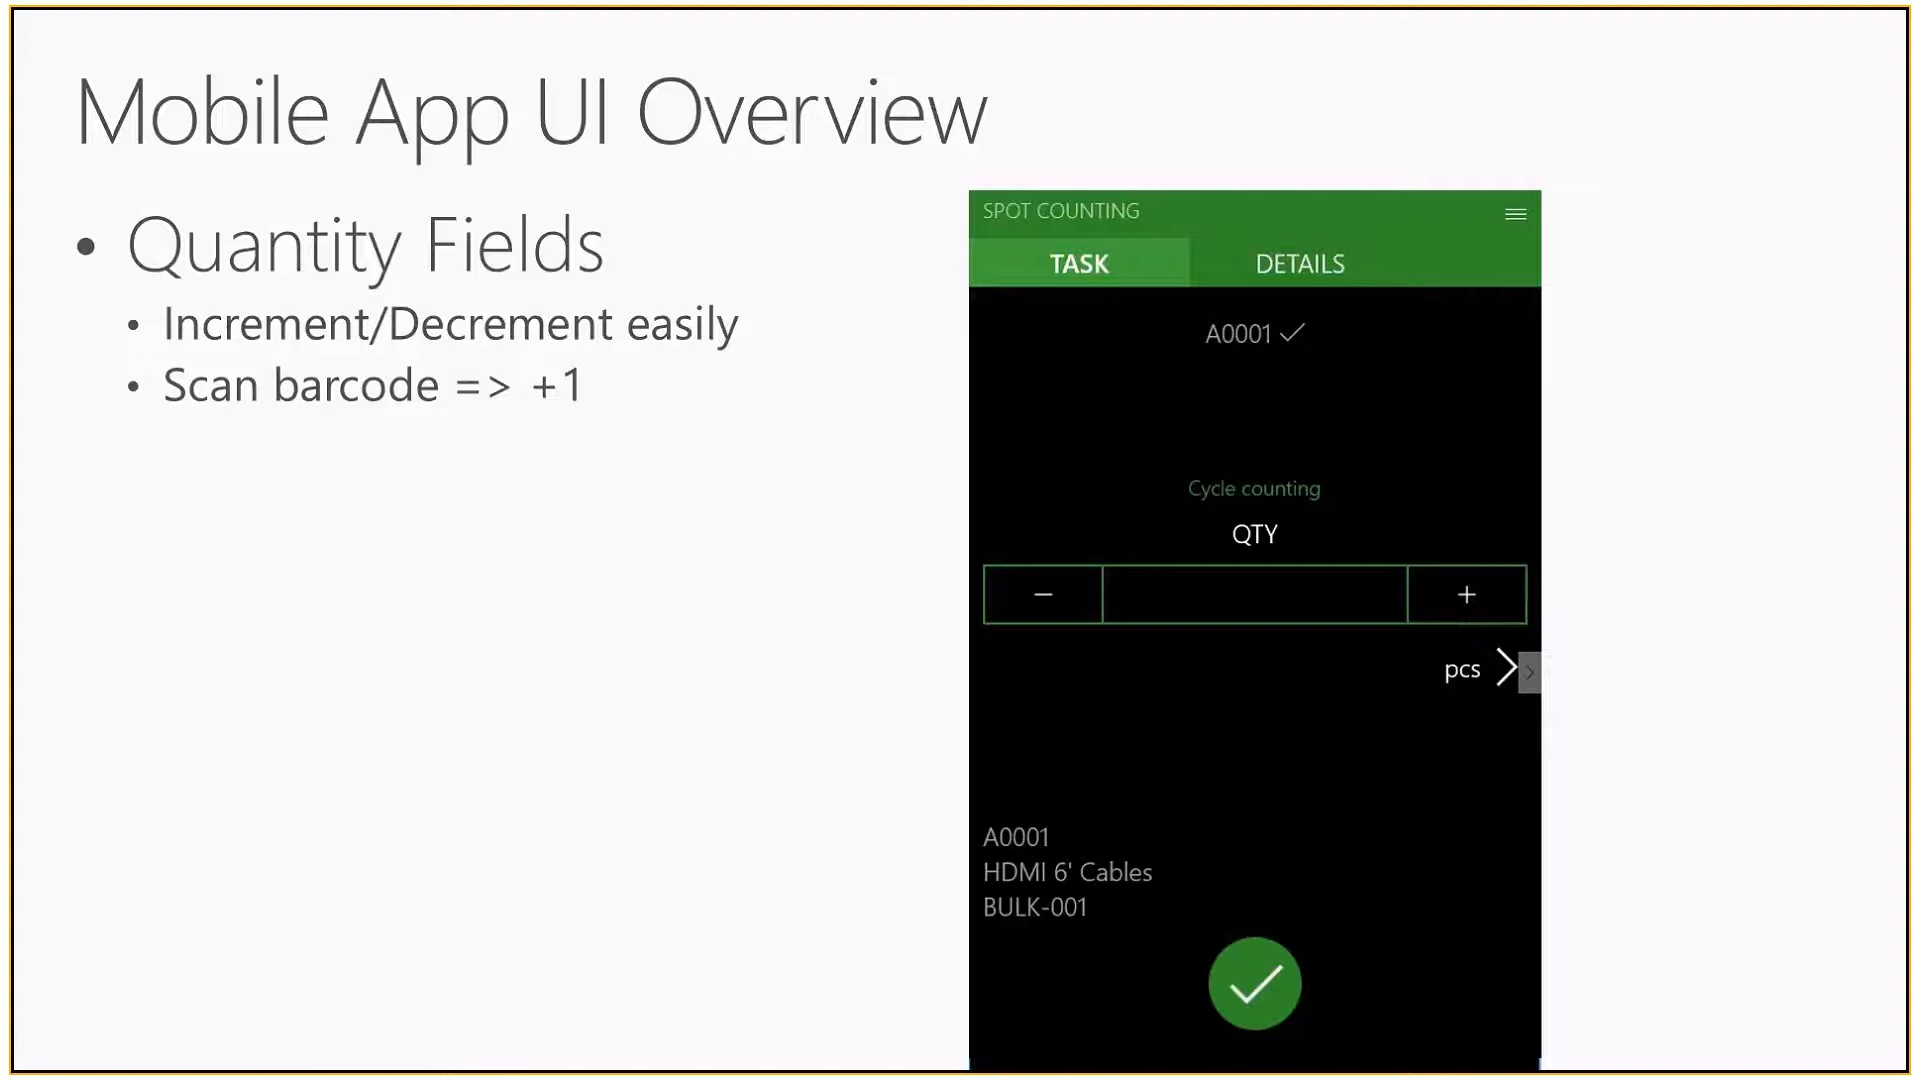 Mobile App UI Overview
• Quantity Fields
• Increment/Decrement easily
• Scan barcode => +1
SPOT COUNTING
TASK DETAILS
A0001
Cycle counting
QTY
− +
pcs
A0001
HDMI 6' Cables
BULK-001